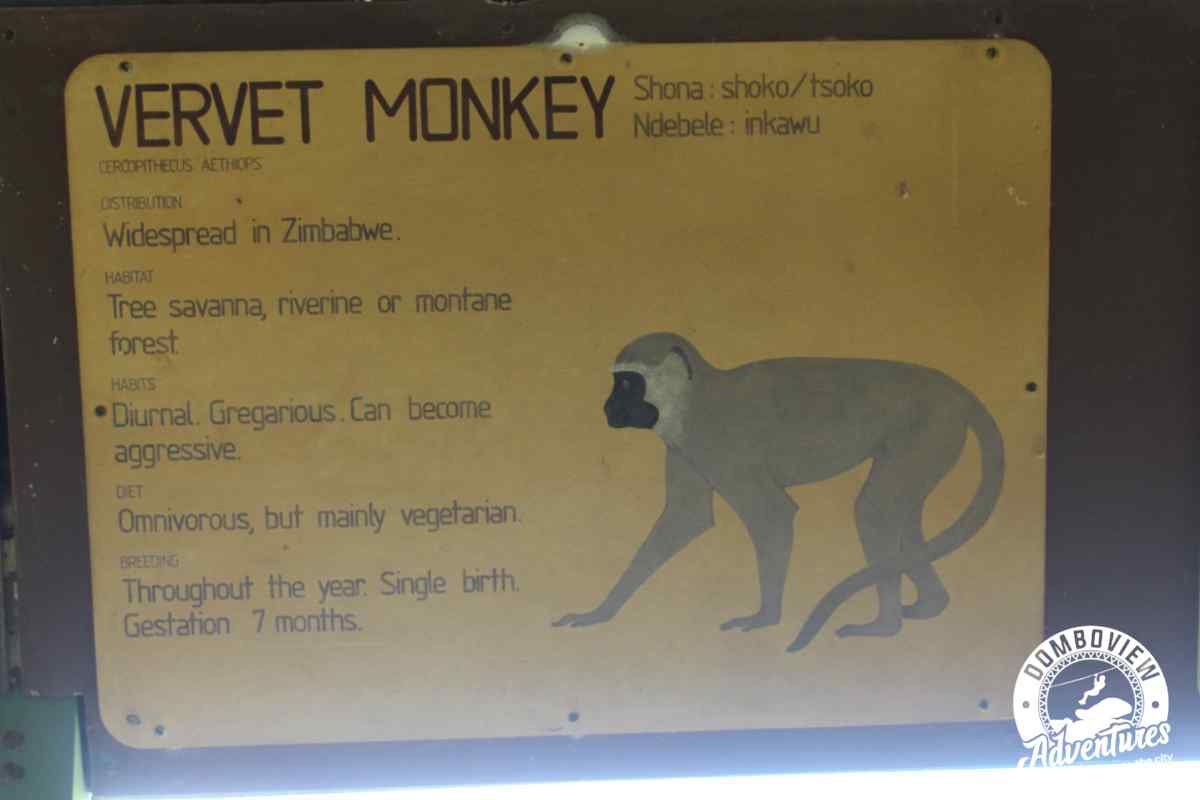 VERVET MONKEY
Shona : shoko/tsoko
Ndebele : inkawu
CERCOPITHECUS AETHIOPS
DISTRIBUTION
Widespread in Zimbabwe.
HABITAT
Tree savanna, riverine or montane
forest.
HABITS
Diurnal. Gregarious. Can become
aggressive.
DIET
Omnivorous, but mainly vegetarian.
BREEDING
Throughout the year. Single birth.
Gestation 7 months.
DOMBOVIEW
Adventures
the city